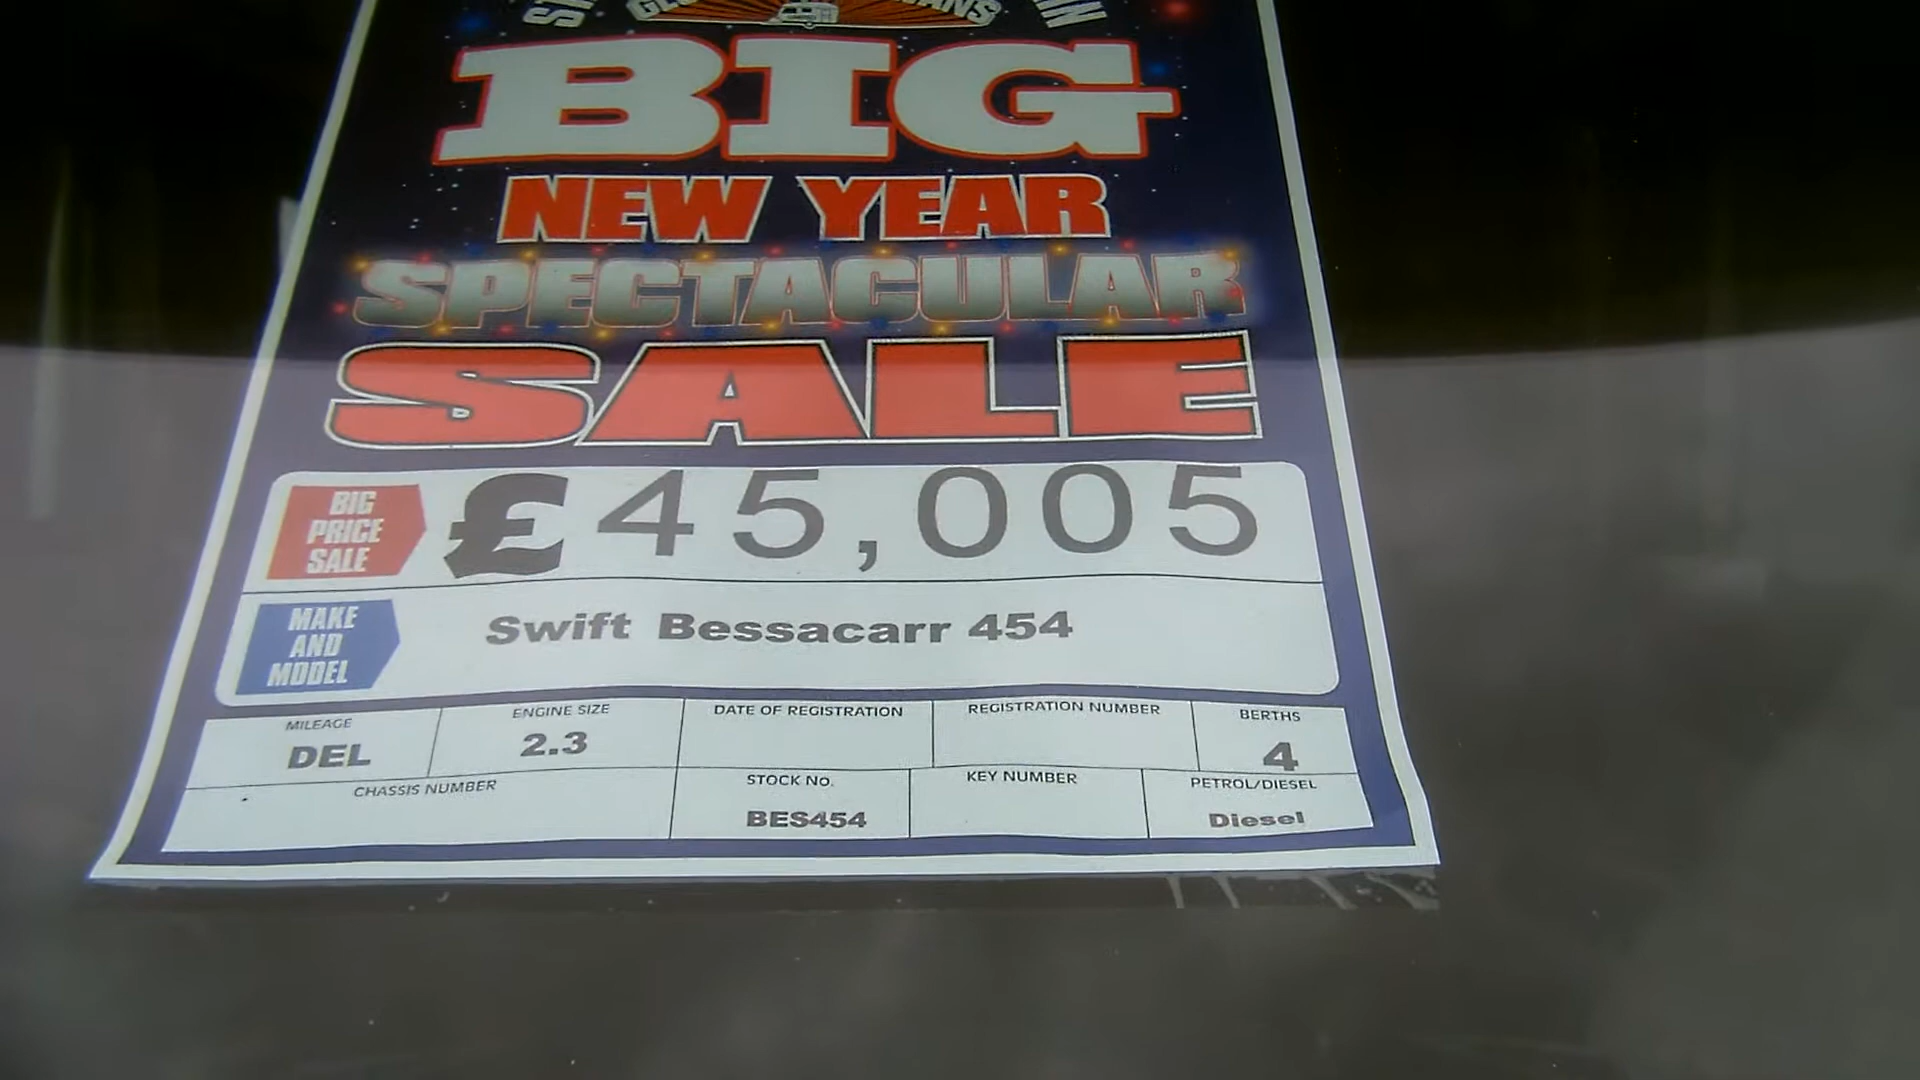 BIG
NEW YEAR
SPECTACULAR
SALE
BIG PRICE SALE £45,005
MAKE AND MODEL Swift Bessacarr 454
MILEAGE ENGINE SIZE DATE OF REGISTRATION REGISTRATION NUMBER BERTHS
DEL 2.3 4
CHASSIS NUMBER STOCK No. KEY NUMBER PETROL/DIESEL
BES454 Diesel